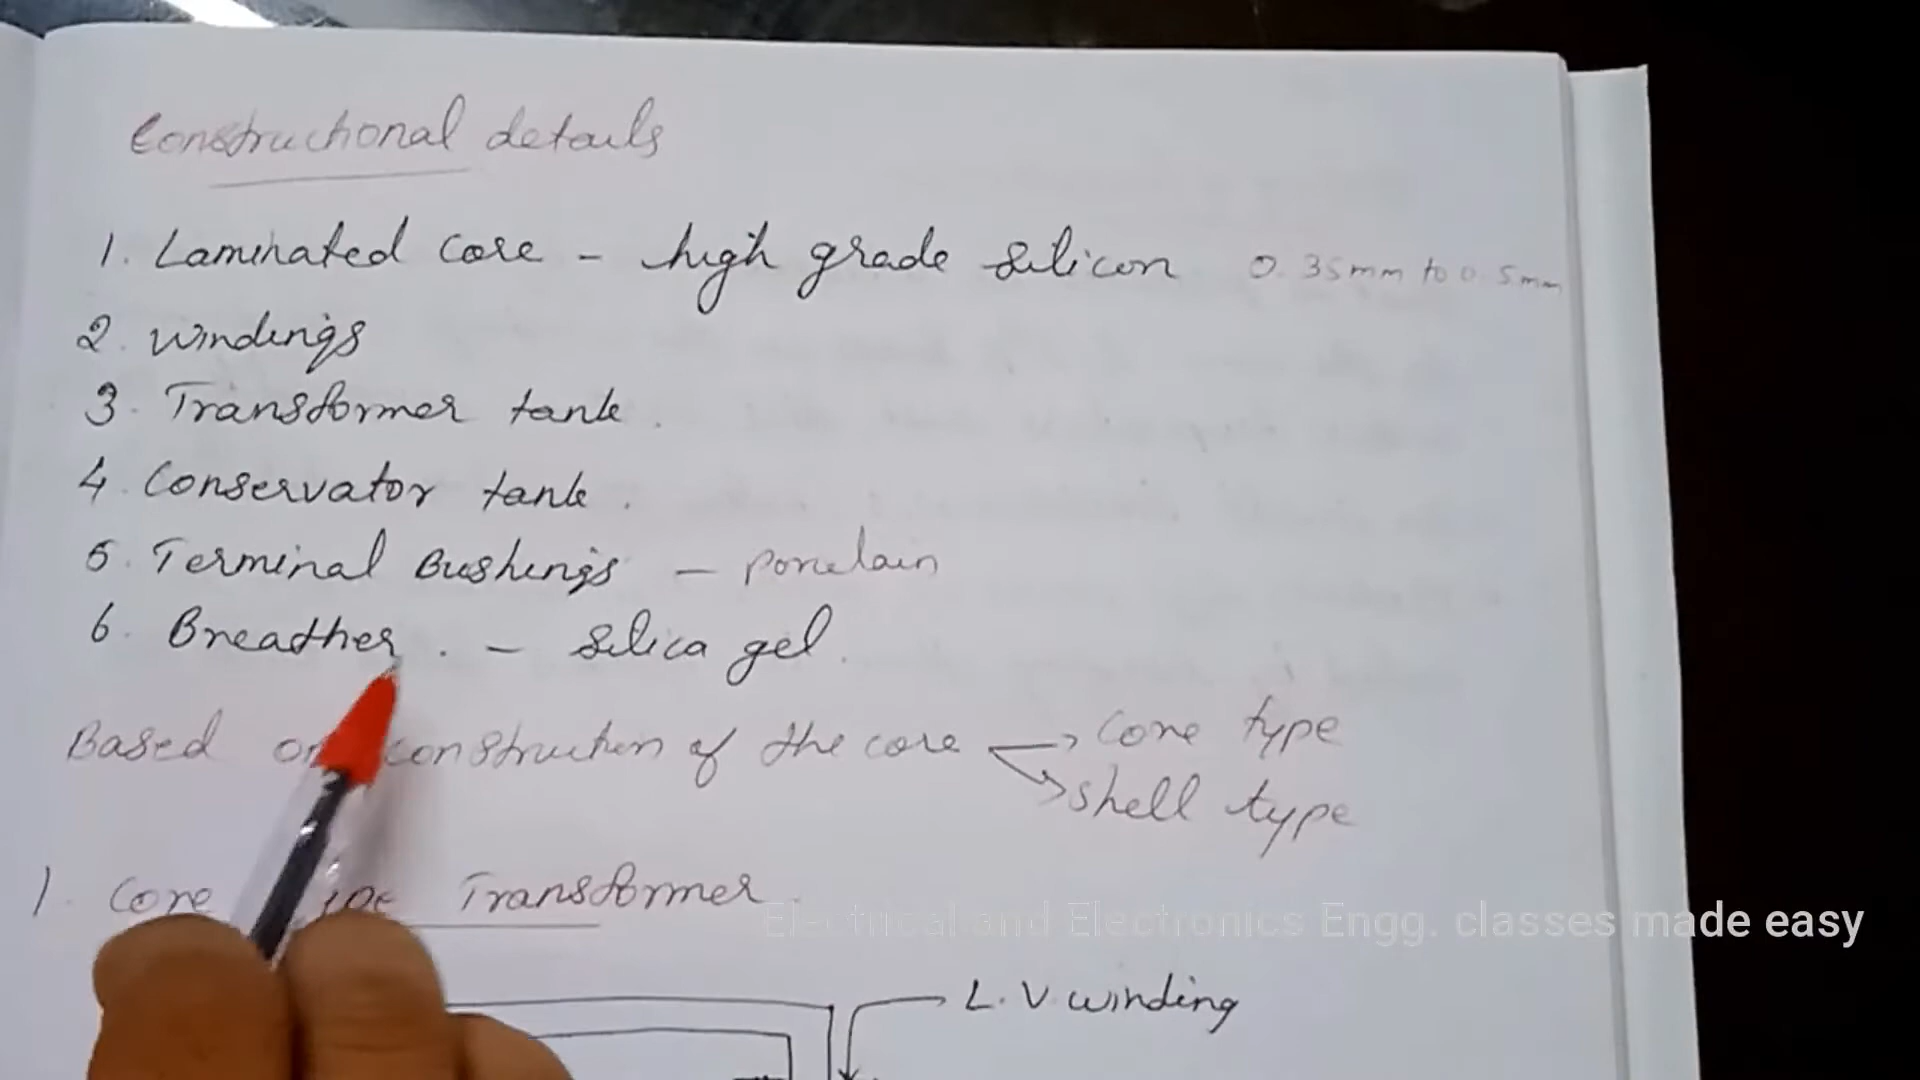 Constructional details
1. Laminated core - high grade silicon 0.35mm to 0.5mm
2. Windings
3. Transformer tank.
4. Conservator tank.
5. Terminal Bushings - porcelain
6. Breather. - silica gel.
Based on construction of the core → Core type
→ shell type
1. Core Transformer.
Electrical and Electronics Engg. classes made easy
L.V. winding